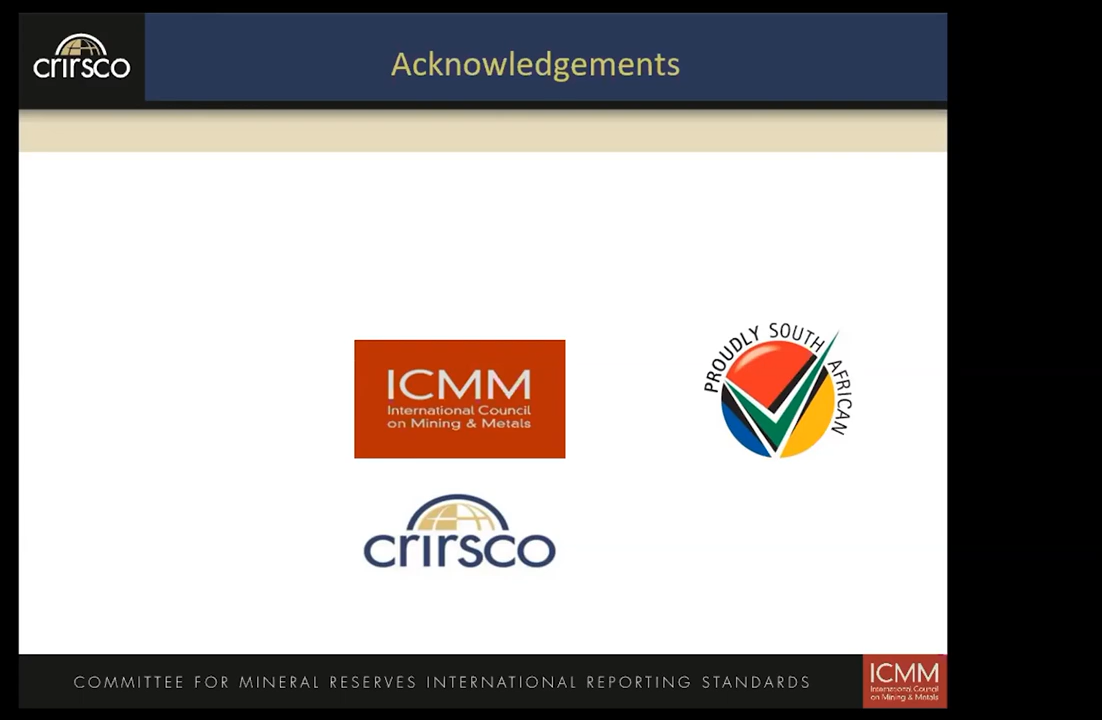 crirsco
Acknowledgements
PROUDLY SOUTH AFRICAN
ICMM
International Council
on Mining & Metals
crirsco
COMMITTEE FOR MINERAL RESERVES INTERNATIONAL REPORTING STANDARDS
ICMM
International Council
on Mining & Metals